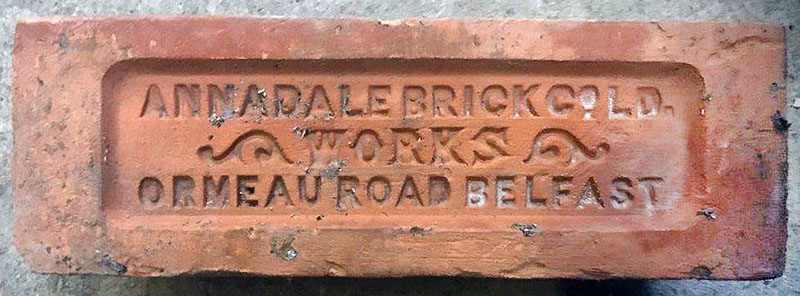 ANNADALE BRICK Co LD.
WORKS
ORMEAU ROAD BELFAST